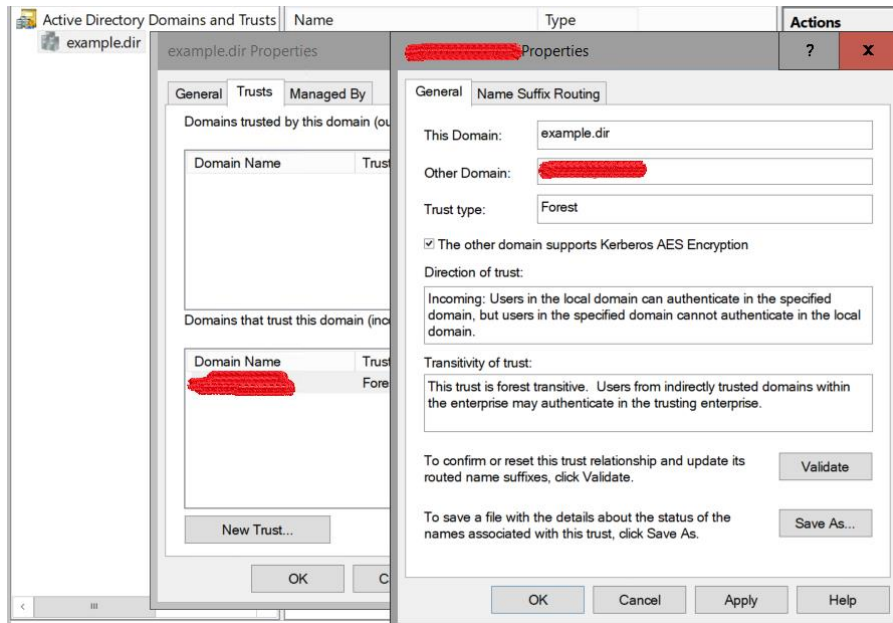 Active Directory Domains and Trusts
example.dir
Name
Type
Actions
example.dir Properties
General
Trusts
Managed By
Domains trusted by this domain (ou
Domain Name
Trust
Domains that trust this domain (inco
Domain Name
Trust
Fore
New Trust...
OK
C
Properties
?
X
General
Name Suffix Routing
This Domain:
example.dir
Other Domain:
Trust type:
Forest
The other domain supports Kerberos AES Encryption
Direction of trust:
Incoming: Users in the local domain can authenticate in the specified
domain, but users in the specified domain cannot authenticate in the local
domain.
Transitivity of trust:
This trust is forest transitive. Users from indirectly trusted domains within
the enterprise may authenticate in the trusting enterprise.
To confirm or reset this trust relationship and update its
routed name suffixes, click Validate.
Validate
To save a file with the details about the status of the
names associated with this trust, click Save As.
Save As...
OK
Cancel
Apply
Help